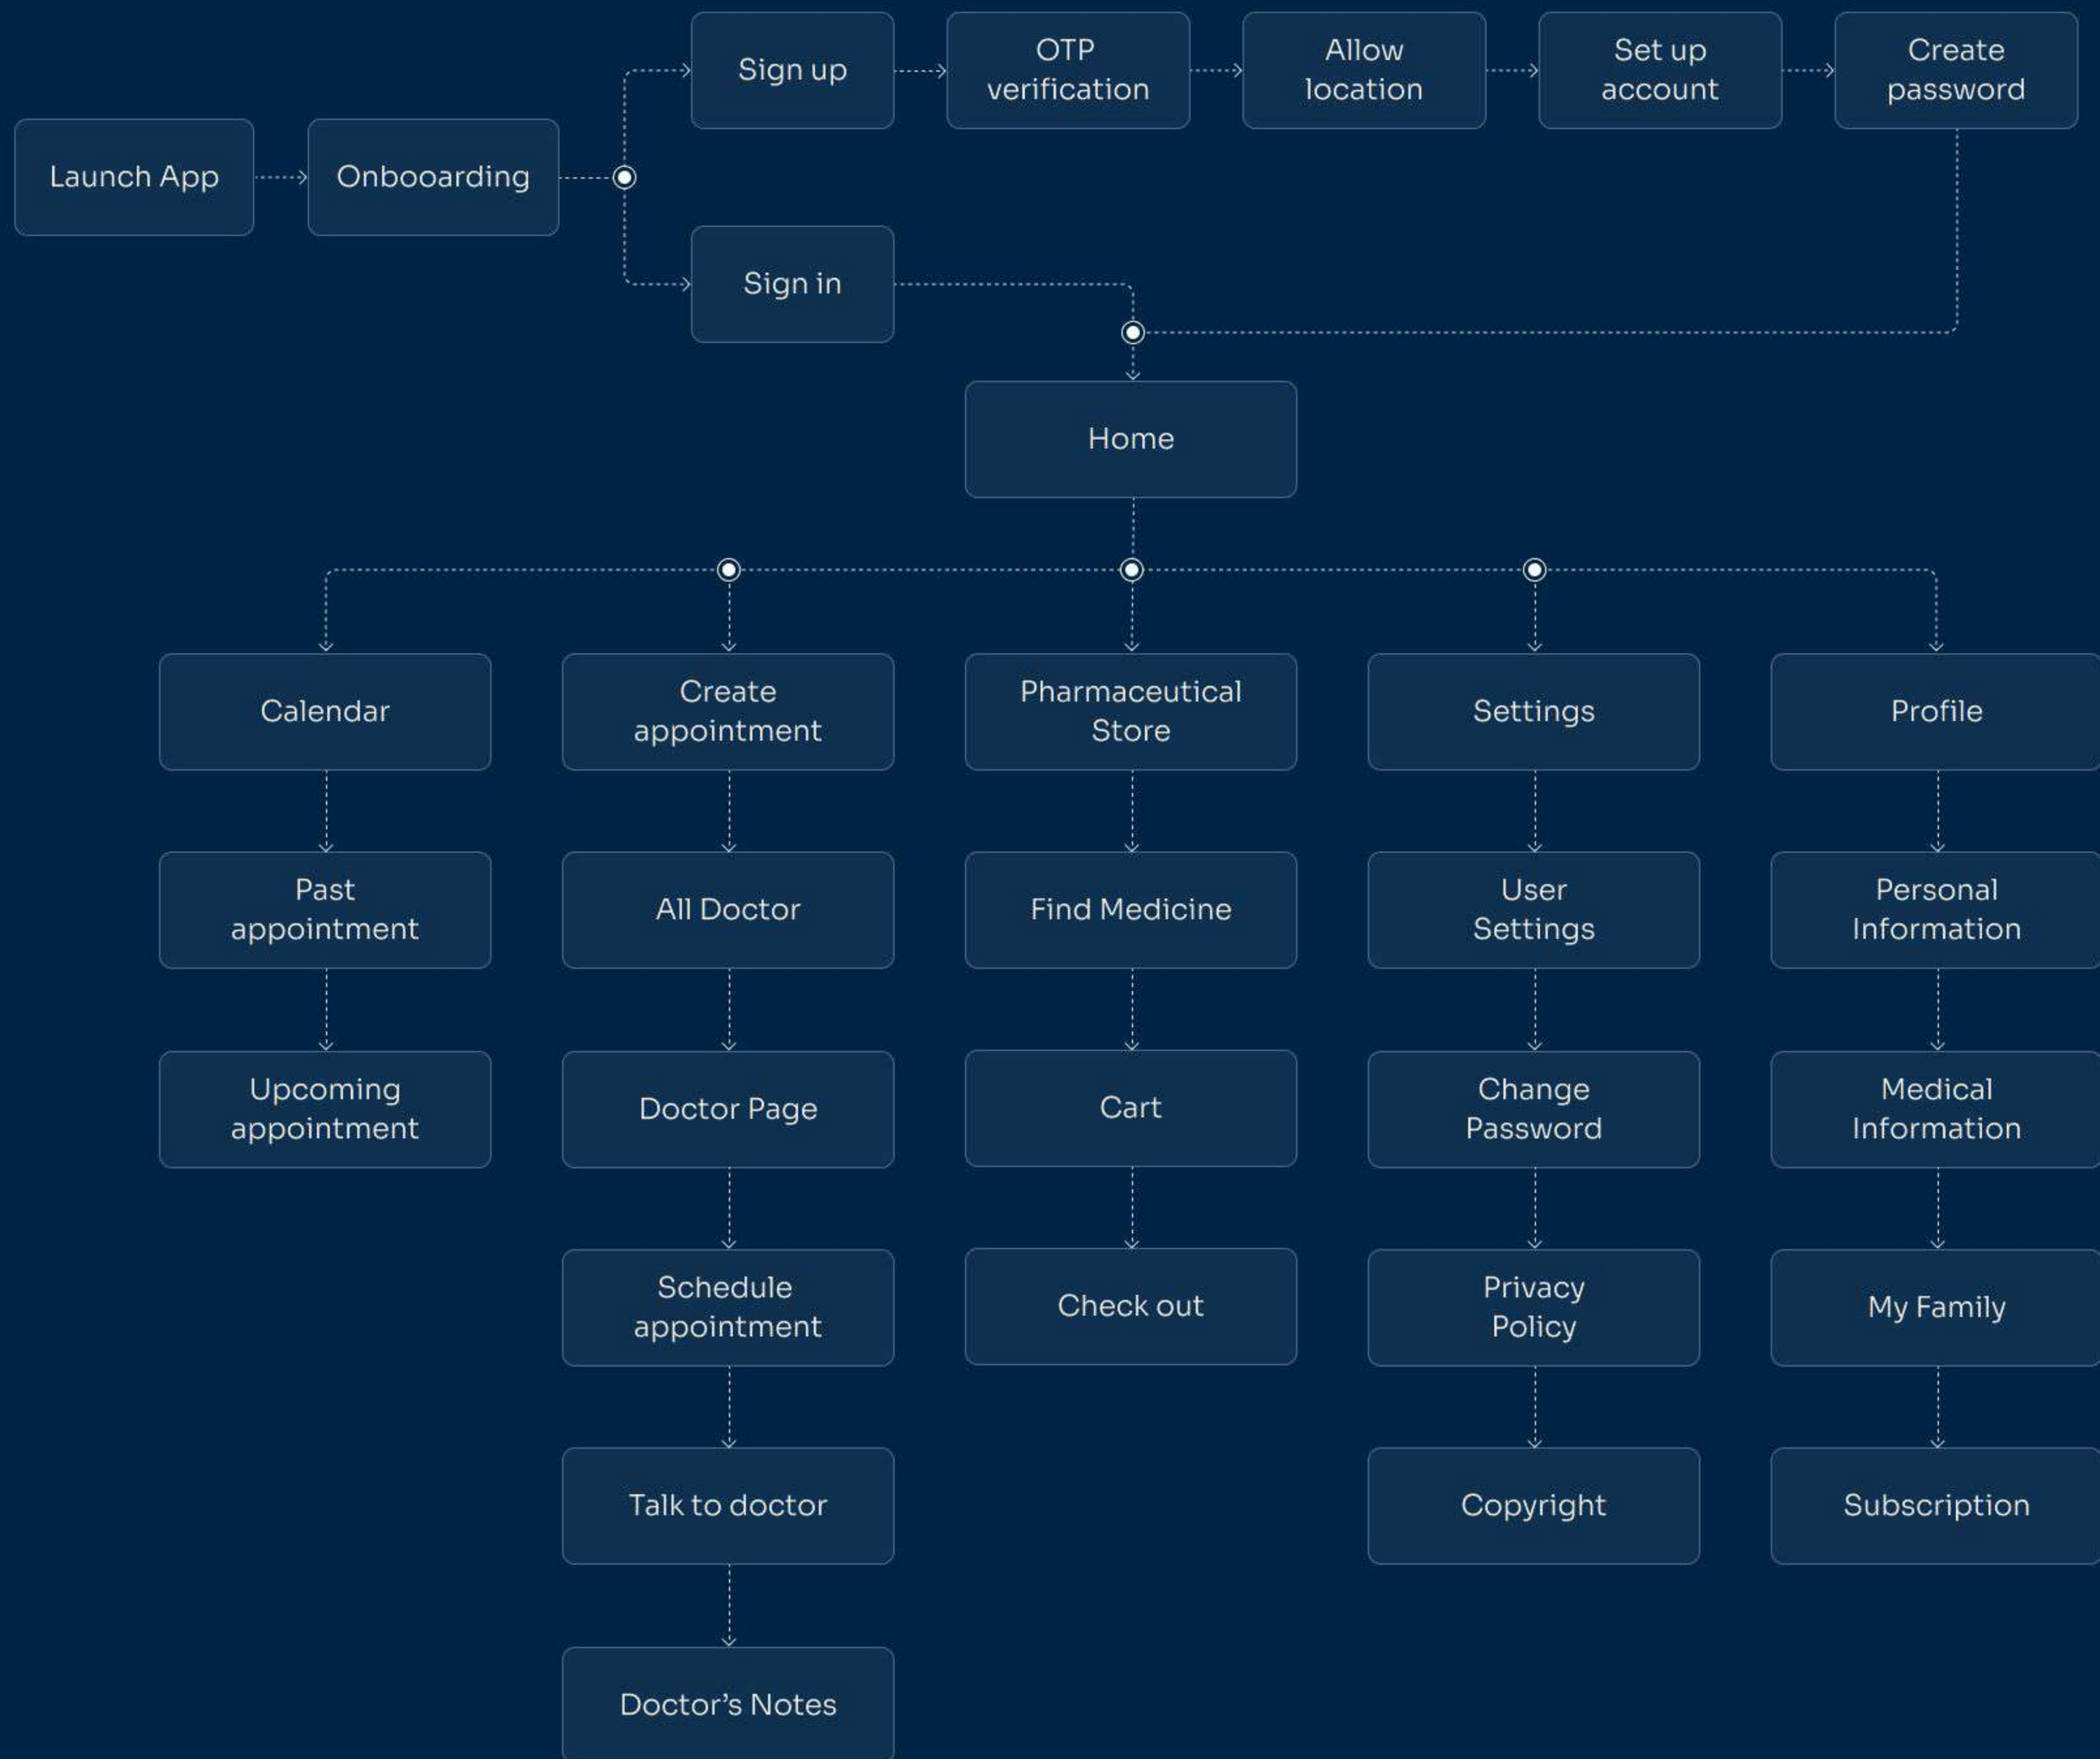 Sign up
OTP
verification
Allow
location
Set up
account
Create
password
Launch App
Onbooarding
Sign in
Home
Calendar
Create
appointment
Pharmaceutical
Store
Settings
Profile
Past
appointment
All Doctor
Find Medicine
User
Settings
Personal
Information
Upcoming
appointment
Doctor Page
Cart
Change
Password
Medical
Information
Schedule
appointment
Check out
Privacy
Policy
My Family
Talk to doctor
Copyright
Subscription
Doctor’s Notes